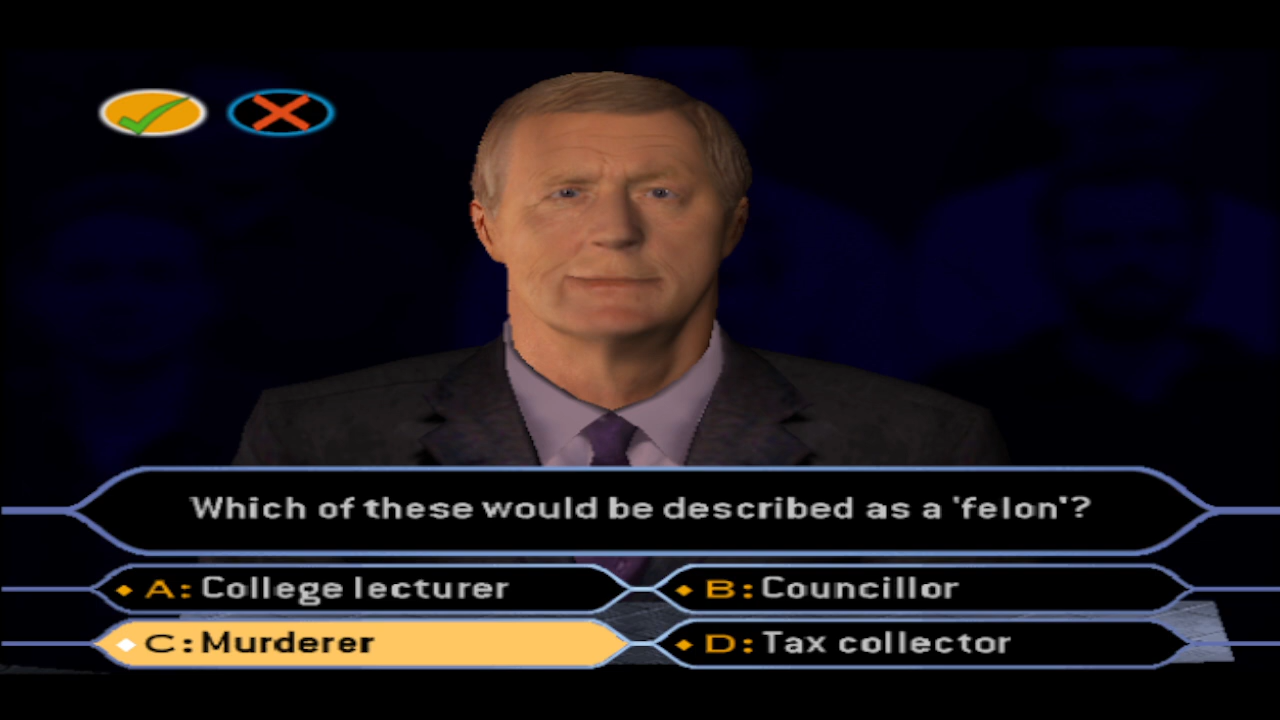 Which of these would be described as a 'felon'?
A: College lecturer
B: Councillor
C: Murderer
D: Tax collector